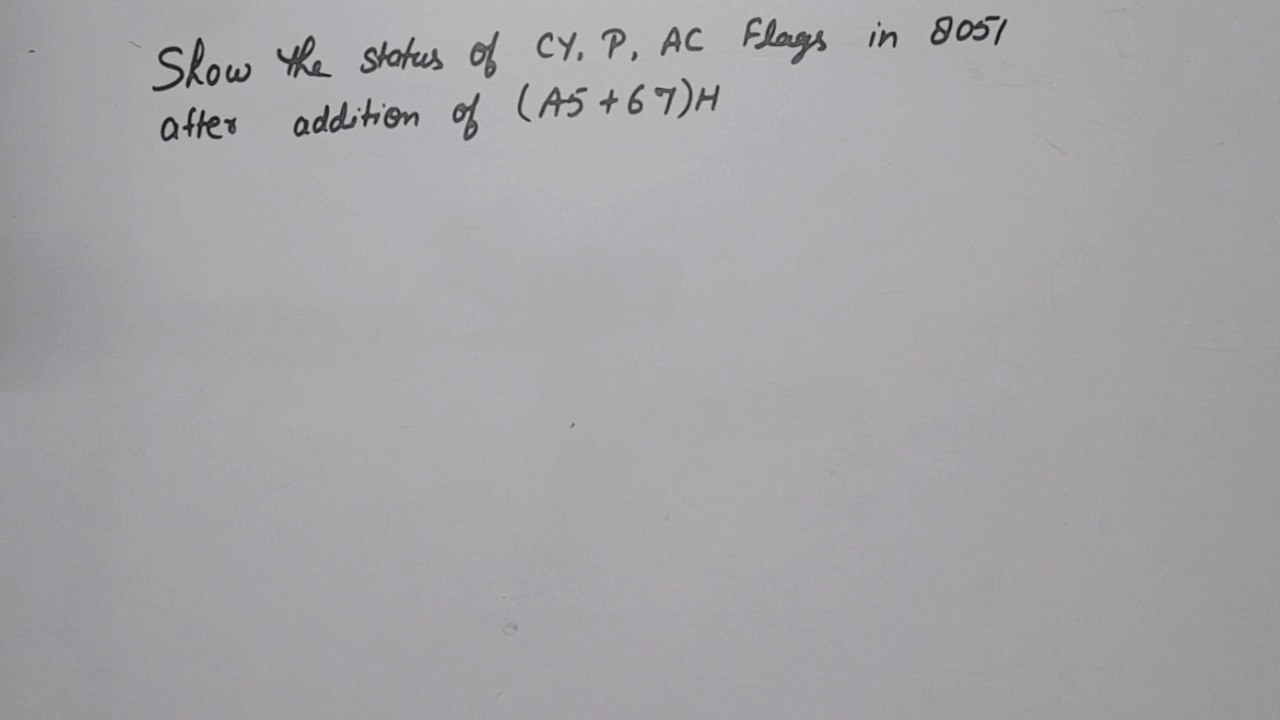 Show the status of CY, P, AC Flags in 8051
after addition of (A5 + 67)H